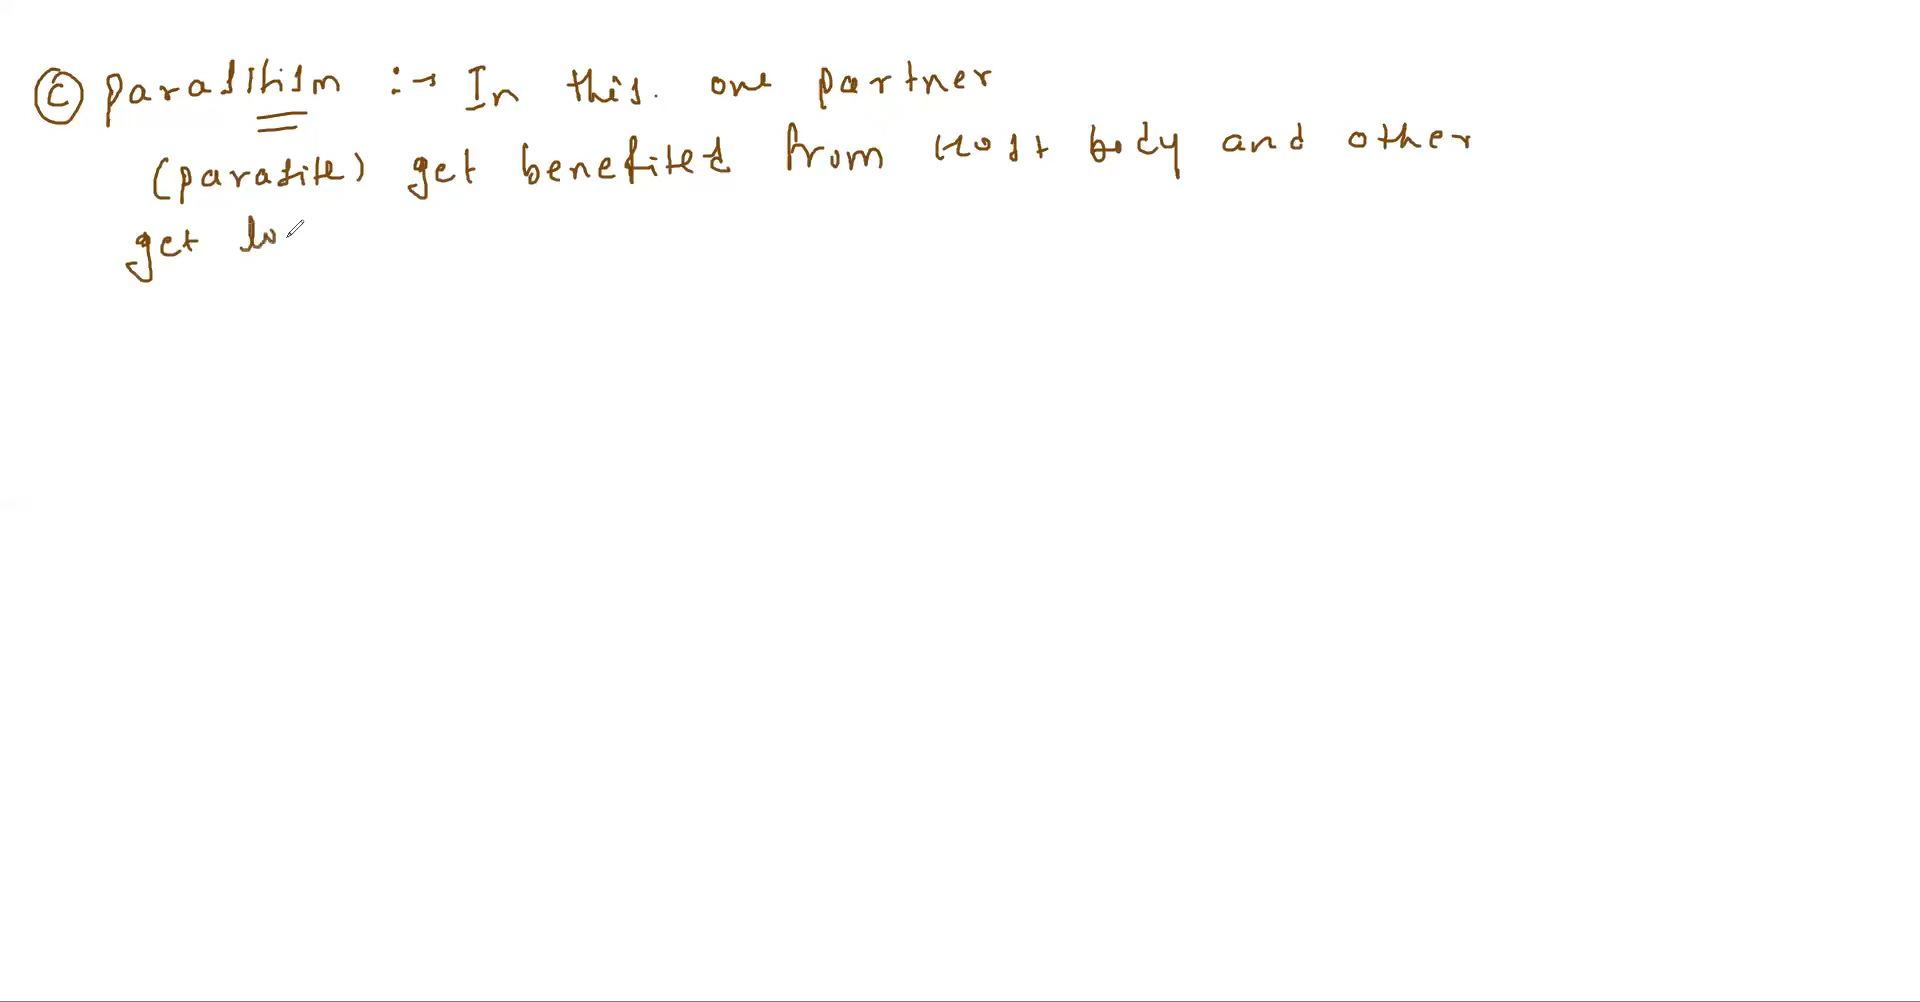 © parasitism :→ In this. one partner
(parasite) get benefited from Host body and other
get